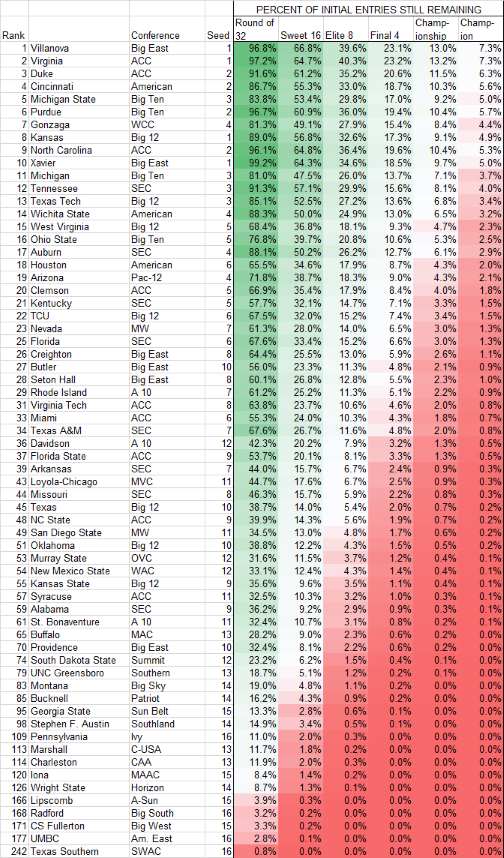 PERCENT OF INITIAL ENTRIES STILL REMAINING
Rank Conference Seed Round of 32 Sweet 16 Elite 8 Final 4 Champ-ionship Champ-ion
1 Villanova Big East 1 96.8% 66.8% 39.6% 23.1% 13.0% 7.3%
2 Virginia ACC 1 97.2% 64.7% 40.3% 23.2% 13.2% 7.3%
3 Duke ACC 2 91.6% 61.2% 35.2% 20.6% 11.5% 6.3%
4 Cincinnati American 2 86.7% 55.3% 33.0% 18.7% 10.3% 5.6%
5 Michigan State Big Ten 3 83.8% 53.4% 29.8% 17.0% 9.2% 5.0%
6 Purdue Big Ten 2 96.7% 60.9% 36.0% 19.4% 10.4% 5.7%
7 Gonzaga WCC 4 81.3% 49.1% 27.9% 15.4% 8.4% 4.4%
8 Kansas Big 12 1 89.0% 56.8% 32.6% 17.3% 9.1% 4.9%
9 North Carolina ACC 2 96.1% 64.8% 36.4% 19.6% 10.4% 5.3%
10 Xavier Big East 1 99.2% 64.3% 34.6% 18.5% 9.7% 5.0%
11 Michigan Big Ten 3 81.0% 47.5% 26.0% 13.7% 7.1% 3.7%
12 Tennessee SEC 3 91.3% 57.1% 29.9% 15.6% 8.1% 4.0%
13 Texas Tech Big 12 3 85.1% 52.5% 27.2% 13.6% 6.8% 3.4%
14 Wichita State American 4 88.3% 50.0% 24.9% 13.0% 6.5% 3.2%
15 West Virginia Big 12 5 68.4% 36.8% 18.1% 9.3% 4.7% 2.3%
16 Ohio State Big Ten 5 76.8% 39.7% 20.8% 10.6% 5.3% 2.5%
17 Auburn SEC 4 88.1% 50.2% 26.2% 12.7% 6.1% 2.9%
18 Houston American 6 65.5% 34.6% 17.9% 8.7% 4.3% 2.0%
19 Arizona Pac-12 4 71.8% 38.7% 18.3% 9.0% 4.3% 2.1%
20 Clemson ACC 5 66.9% 35.4% 17.9% 8.4% 4.0% 1.8%
21 Kentucky SEC 5 57.7% 32.1% 14.7% 7.1% 3.3% 1.5%
22 TCU Big 12 6 67.5% 32.0% 15.2% 7.4% 3.4% 1.5%
23 Nevada MW 7 61.3% 28.0% 14.0% 6.5% 3.0% 1.3%
25 Florida SEC 6 67.6% 33.4% 15.2% 6.6% 3.0% 1.3%
26 Creighton Big East 8 64.4% 25.5% 13.0% 5.9% 2.6% 1.1%
27 Butler Big East 10 56.0% 23.3% 11.3% 4.8% 2.1% 0.9%
28 Seton Hall Big East 8 60.1% 26.8% 12.8% 5.5% 2.3% 1.0%
29 Rhode Island A 10 7 61.2% 25.2% 11.3% 5.1% 2.2% 0.9%
31 Virginia Tech ACC 8 63.8% 23.7% 10.6% 4.6% 2.0% 0.8%
33 Miami ACC 6 55.3% 24.0% 10.3% 4.3% 1.8% 0.7%
34 Texas A&M SEC 7 67.6% 26.7% 11.6% 4.8% 2.0% 0.8%
36 Davidson A 10 12 42.3% 20.2% 7.9% 3.2% 1.3% 0.5%
37 Florida State ACC 9 53.7% 20.1% 8.1% 3.3% 1.3% 0.5%
39 Arkansas SEC 7 44.0% 15.7% 6.7% 2.4% 0.9% 0.3%
43 Loyola-Chicago MVC 11 44.7% 17.6% 6.6% 2.5% 0.9% 0.3%
44 Missouri SEC 8 46.3% 15.7% 5.9% 2.2% 0.8% 0.3%
45 Texas Big 12 10 38.7% 14.0% 5.4% 2.0% 0.7% 0.2%
48 NC State ACC 9 39.9% 14.3% 5.6% 1.9% 0.7% 0.2%
49 San Diego State MW 11 34.5% 13.0% 4.8% 1.7% 0.6% 0.2%
51 Oklahoma Big 12 10 38.8% 12.2% 4.3% 1.5% 0.5% 0.2%
53 Murray State OVC 12 31.6% 11.5% 3.7% 1.2% 0.4% 0.1%
54 New Mexico State WAC 12 33.1% 12.4% 4.3% 1.4% 0.4% 0.1%
55 Kansas State Big 12 9 35.6% 9.6% 3.5% 1.1% 0.4% 0.1%
57 Syracuse ACC 11 32.5% 10.3% 3.2% 1.0% 0.3% 0.1%
59 Alabama SEC 9 36.2% 9.2% 2.9% 0.9% 0.3% 0.1%
61 St. Bonaventure A 10 11 32.4% 10.7% 3.1% 0.8% 0.2% 0.1%
65 Buffalo MAC 13 28.2% 9.0% 2.3% 0.6% 0.2% 0.0%
70 Providence Big East 10 32.4% 8.1% 2.2% 0.6% 0.2% 0.0%
74 South Dakota State Summit 12 23.2% 6.2% 1.5% 0.4% 0.1% 0.0%
79 UNC Greensboro Southern 13 18.7% 5.1% 1.2% 0.2% 0.1% 0.0%
83 Montana Big Sky 14 19.0% 4.8% 1.1% 0.2% 0.0% 0.0%
85 Bucknell Patriot 14 16.2% 4.3% 0.9% 0.2% 0.0% 0.0%
95 Georgia State Sun Belt 15 13.3% 2.8% 0.6% 0.1% 0.0% 0.0%
98 Stephen F. Austin Southland 14 14.9% 3.4% 0.5% 0.1% 0.0% 0.0%
109 Pennsylvania Ivy 16 11.0% 2.0% 0.3% 0.0% 0.0% 0.0%
113 Marshall C-USA 13 11.7% 1.8% 0.2% 0.0% 0.0% 0.0%
114 Charleston CAA 13 11.9% 2.0% 0.3% 0.0% 0.0% 0.0%
120 Iona MAAC 15 8.4% 1.4% 0.2% 0.0% 0.0% 0.0%
126 Wright State Horizon 14 8.7% 1.3% 0.1% 0.0% 0.0% 0.0%
166 Lipscomb A-Sun 15 3.9% 0.3% 0.0% 0.0% 0.0% 0.0%
168 Radford Big South 16 3.2% 0.2% 0.0% 0.0% 0.0% 0.0%
171 CS Fullerton Big West 15 3.3% 0.2% 0.0% 0.0% 0.0% 0.0%
177 UMBC Am. East 16 2.8% 0.1% 0.0% 0.0% 0.0% 0.0%
242 Texas Southern SWAC 16 0.8% 0.0% 0.0% 0.0% 0.0% 0.0%